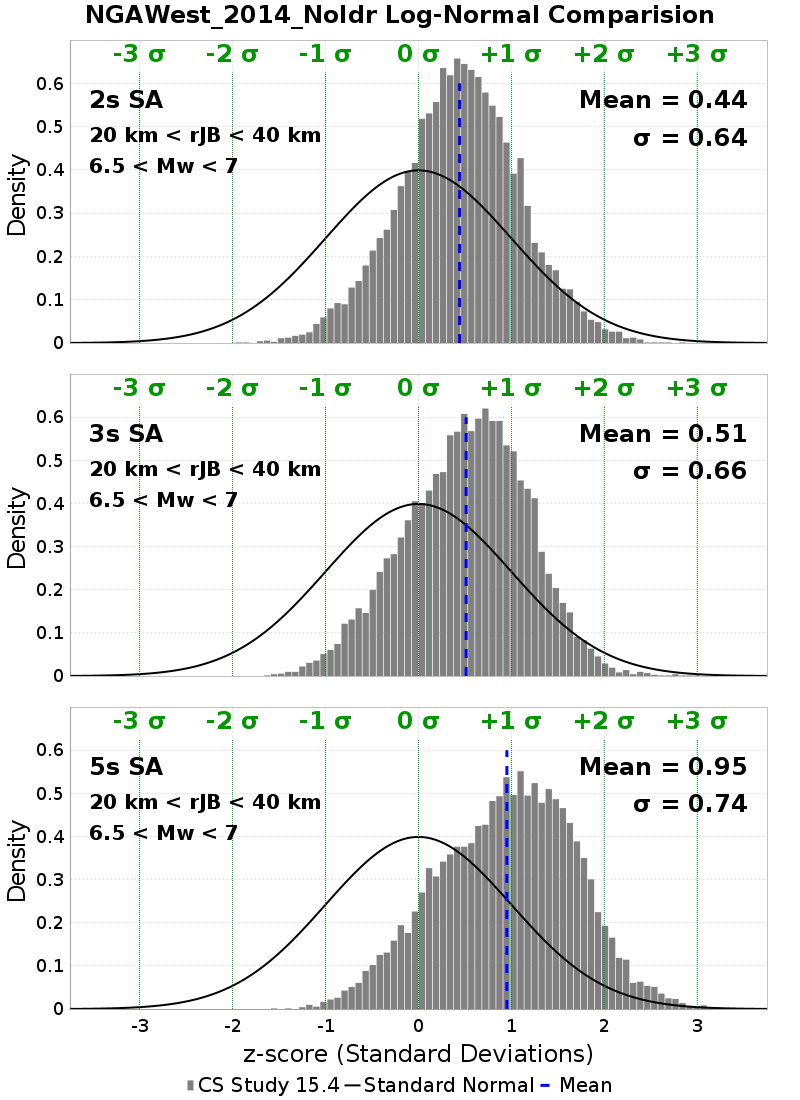 NGAWest_2014_NoIdr Log-Normal Comparision
-3 σ -2 σ -1 σ 0 σ +1 σ +2 σ +3 σ
2s SA
20 km < rJB < 40 km
6.5 < Mw < 7
Mean = 0.44
σ = 0.64
Density
0.6
0.5
0.4
0.3
0.2
0.1
0
-3 σ -2 σ -1 σ 0 σ +1 σ +2 σ +3 σ
3s SA
20 km < rJB < 40 km
6.5 < Mw < 7
Mean = 0.51
σ = 0.66
Density
0.6
0.5
0.4
0.3
0.2
0.1
0
-3 σ -2 σ -1 σ 0 σ +1 σ +2 σ +3 σ
5s SA
20 km < rJB < 40 km
6.5 < Mw < 7
Mean = 0.95
σ = 0.74
Density
0.6
0.5
0.4
0.3
0.2
0.1
0
-3 -2 -1 0 1 2 3
z-score (Standard Deviations)
CS Study 15.4 Standard Normal Mean